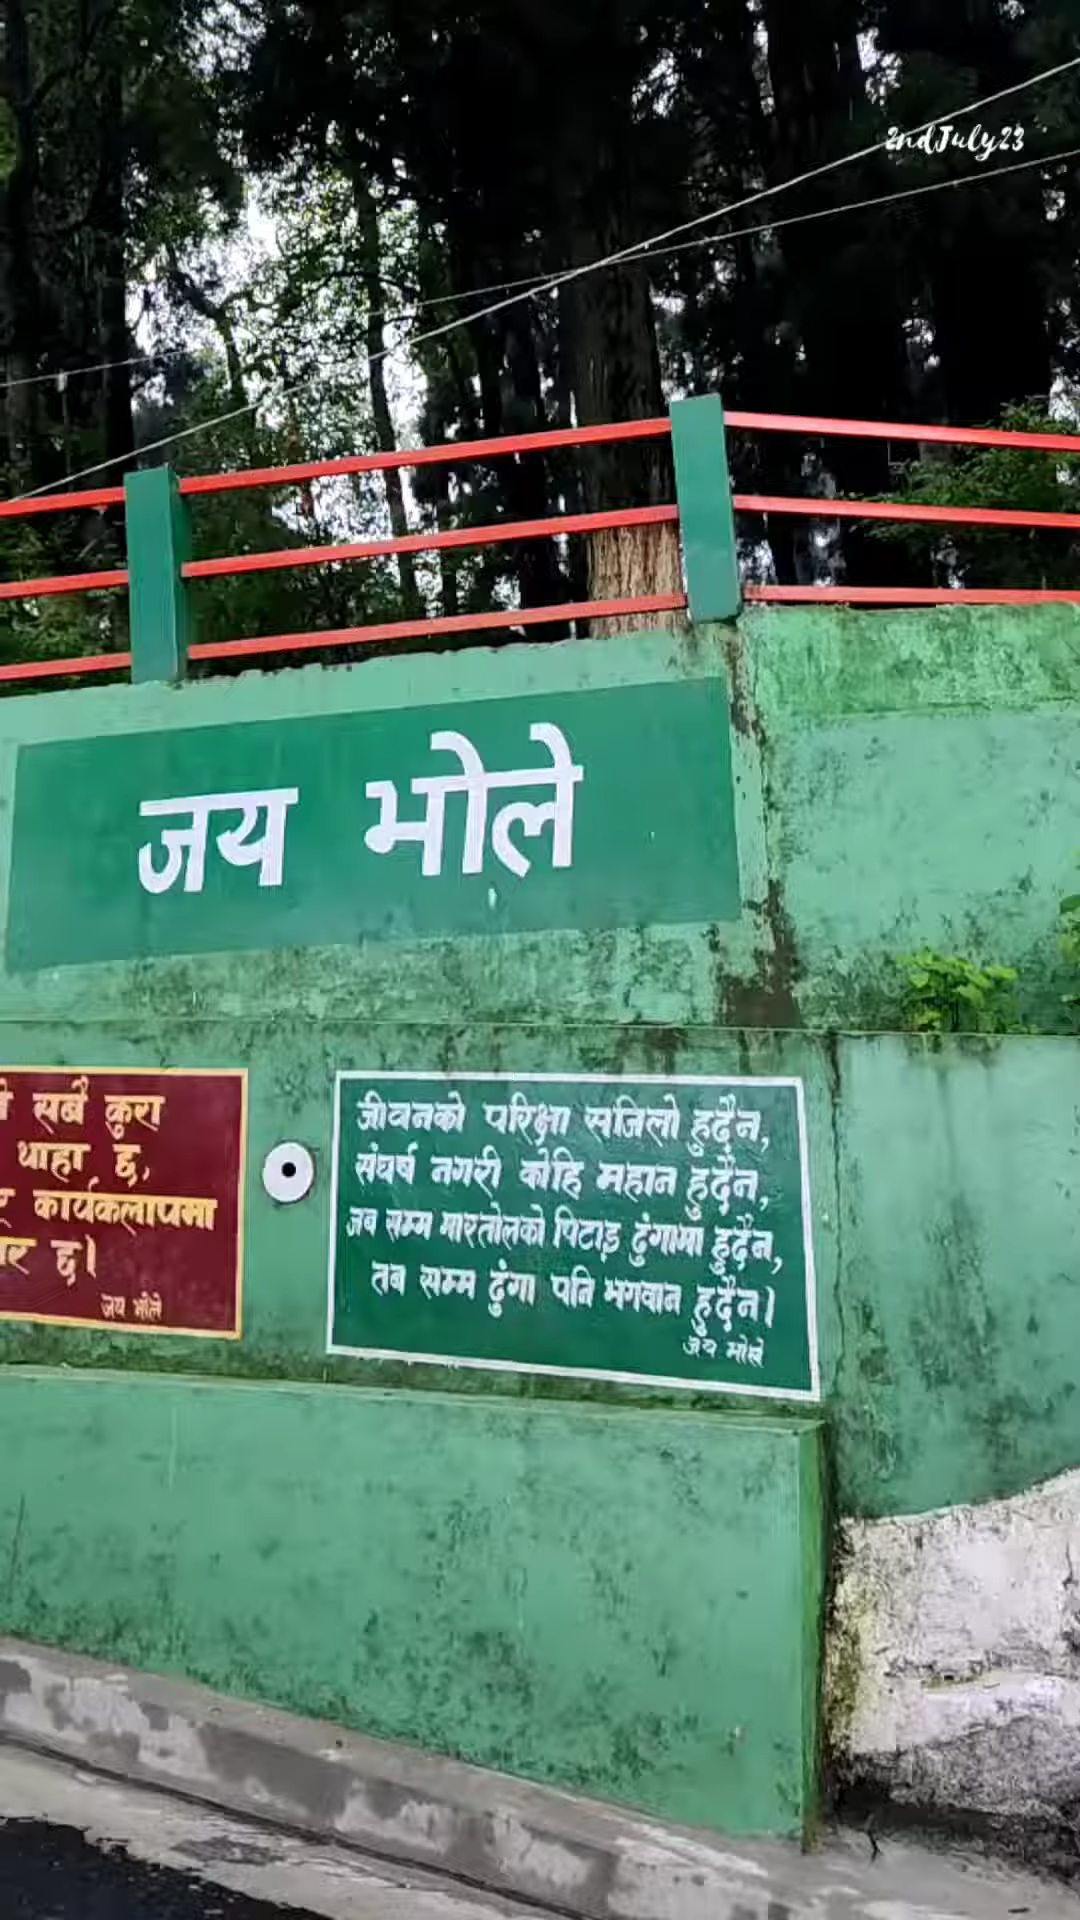 2ndJuly23
जय भोले
सबै कुरा
थाहा छ,
कार्यकलापमा
छ।
जय भोले
जीवनको परिक्षा सजिलो हुदैन,
संघर्ष नगरी कोहि महान हुदैन,
जब सम्म मारतोलको पिटाइ ढुंगामा हुदैन,
तब सम्म ढुंगा पनि भगवान हुदैन।
जय भोले